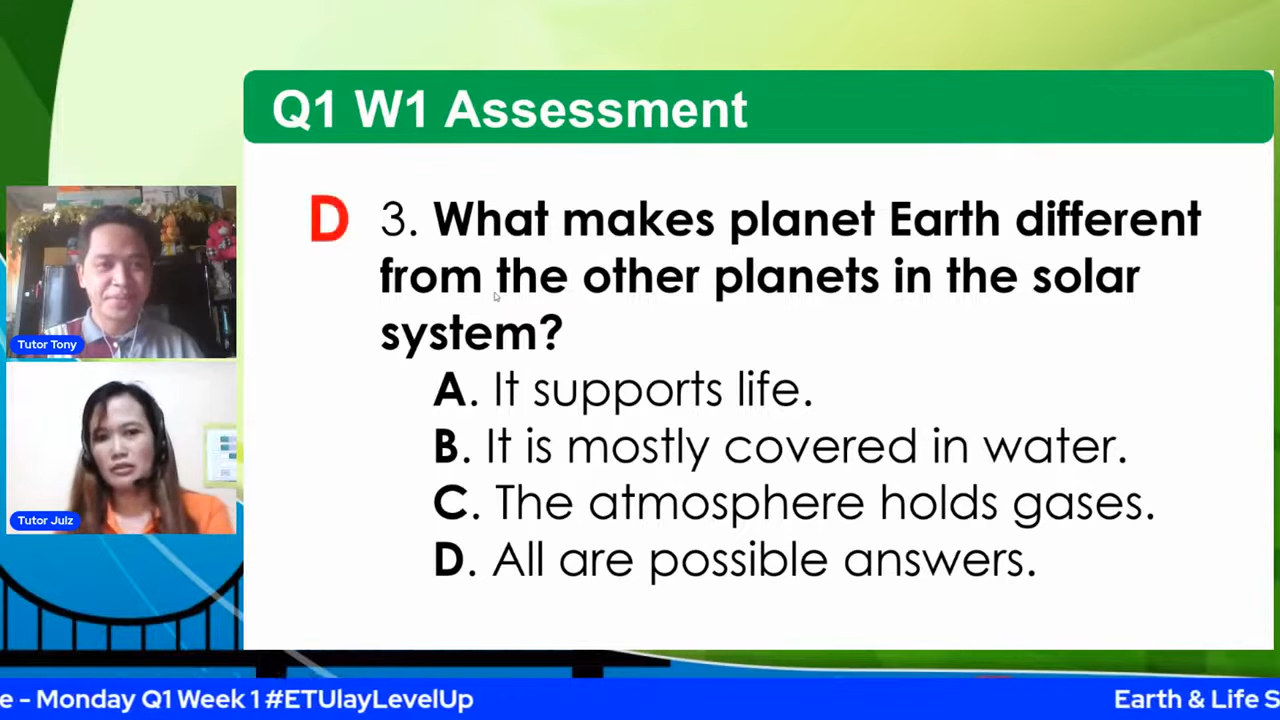 Q1 W1 Assessment
D 3. What makes planet Earth different
from the other planets in the solar
system?
A. It supports life.
B. It is mostly covered in water.
C. The atmosphere holds gases.
D. All are possible answers.
Tutor Tony
Tutor Julz
e - Monday Q1 Week 1 #ETUlayLevelUp
Earth & Life S